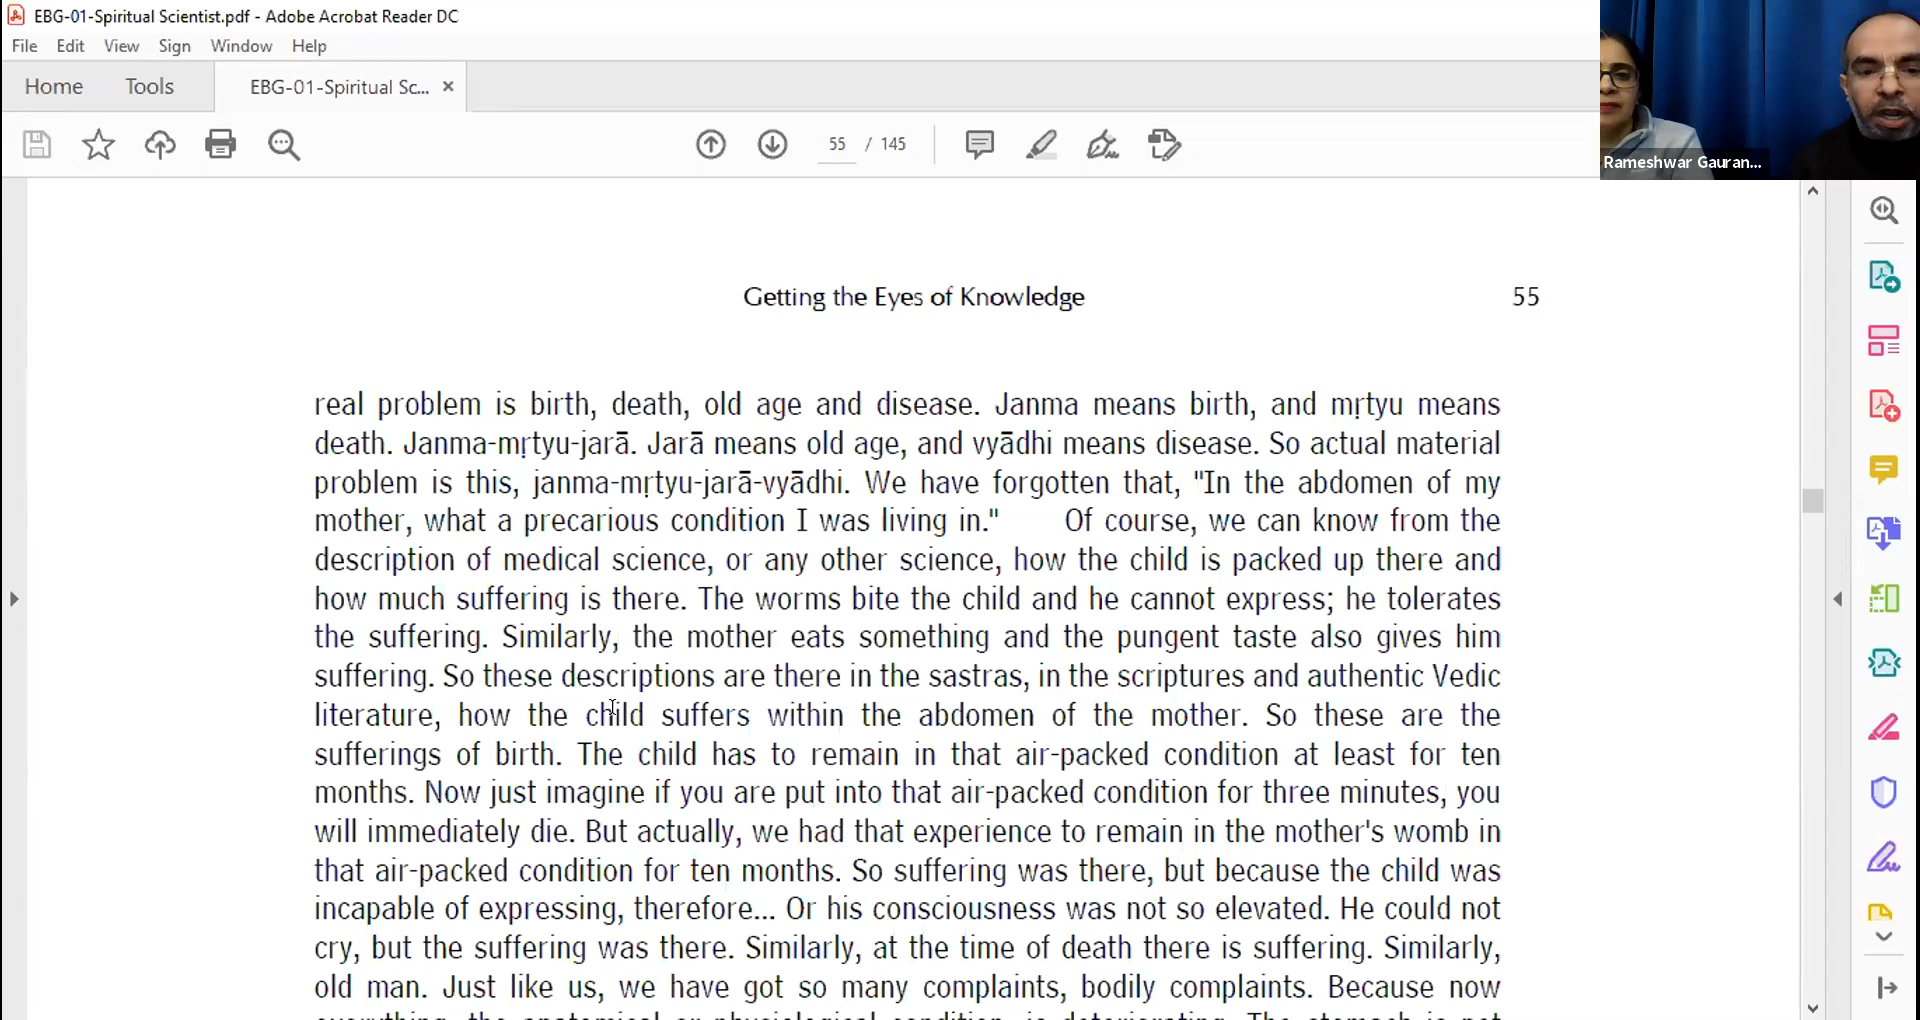 EBG-01-Spiritual Scientist.pdf - Adobe Acrobat Reader DC
File Edit View Sign Window Help
Home Tools EBG-01-Spiritual Sc... ×
55 / 145
Rameshwar Gauran...
Getting the Eyes of Knowledge 55
real problem is birth, death, old age and disease. Janma means birth, and mṛtyu means
death. Janma-mṛtyu-jarā. Jarā means old age, and vyādhi means disease. So actual material
problem is this, janma-mṛtyu-jarā-vyādhi. We have forgotten that, "In the abdomen of my
mother, what a precarious condition I was living in." Of course, we can know from the
description of medical science, or any other science, how the child is packed up there and
how much suffering is there. The worms bite the child and he cannot express; he tolerates
the suffering. Similarly, the mother eats something and the pungent taste also gives him
suffering. So these descriptions are there in the sastras, in the scriptures and authentic Vedic
literature, how the child suffers within the abdomen of the mother. So these are the
sufferings of birth. The child has to remain in that air-packed condition at least for ten
months. Now just imagine if you are put into that air-packed condition for three minutes, you
will immediately die. But actually, we had that experience to remain in the mother's womb in
that air-packed condition for ten months. So suffering was there, but because the child was
incapable of expressing, therefore... Or his consciousness was not so elevated. He could not
cry, but the suffering was there. Similarly, at the time of death there is suffering. Similarly,
old man. Just like us, we have got so many complaints, bodily complaints. Because now
everything, the anatomical or physiological condition, is deteriorating. The stomach is not